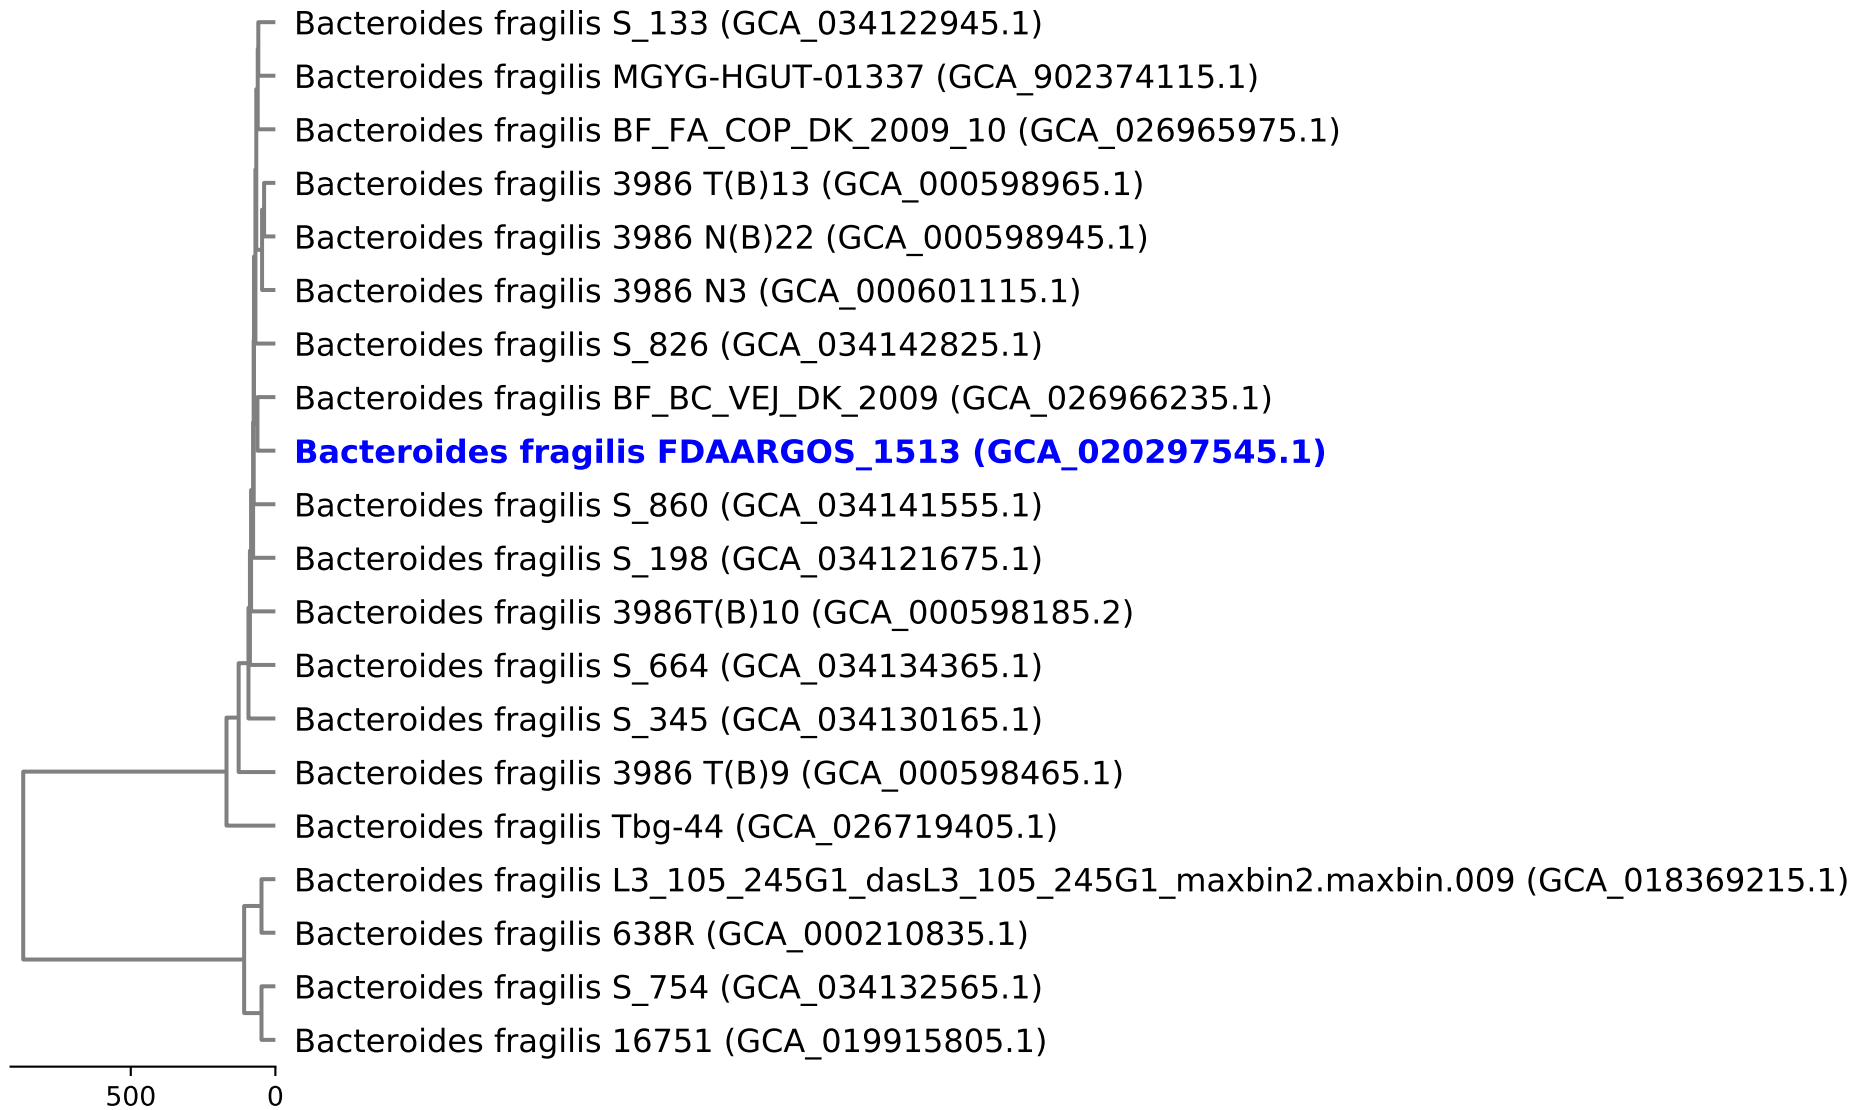 Bacteroides fragilis S_133 (GCA_034122945.1)
Bacteroides fragilis MGYG-HGUT-01337 (GCA_902374115.1)
Bacteroides fragilis BF_FA_COP_DK_2009_10 (GCA_026965975.1)
Bacteroides fragilis 3986 T(B)13 (GCA_000598965.1)
Bacteroides fragilis 3986 N(B)22 (GCA_000598945.1)
Bacteroides fragilis 3986 N3 (GCA_000601115.1)
Bacteroides fragilis S_826 (GCA_034142825.1)
Bacteroides fragilis BF_BC_VEJ_DK_2009 (GCA_026966235.1)
Bacteroides fragilis FDAARGOS_1513 (GCA_020297545.1)
Bacteroides fragilis S_860 (GCA_034141555.1)
Bacteroides fragilis S_198 (GCA_034121675.1)
Bacteroides fragilis 3986T(B)10 (GCA_000598185.2)
Bacteroides fragilis S_664 (GCA_034134365.1)
Bacteroides fragilis S_345 (GCA_034130165.1)
Bacteroides fragilis 3986 T(B)9 (GCA_000598465.1)
Bacteroides fragilis Tbg-44 (GCA_026719405.1)
Bacteroides fragilis L3_105_245G1_dasL3_105_245G1_maxbin2.maxbin.009 (GCA_018369215.1)
Bacteroides fragilis 638R (GCA_000210835.1)
Bacteroides fragilis S_754 (GCA_034132565.1)
Bacteroides fragilis 16751 (GCA_019915805.1)
500 0